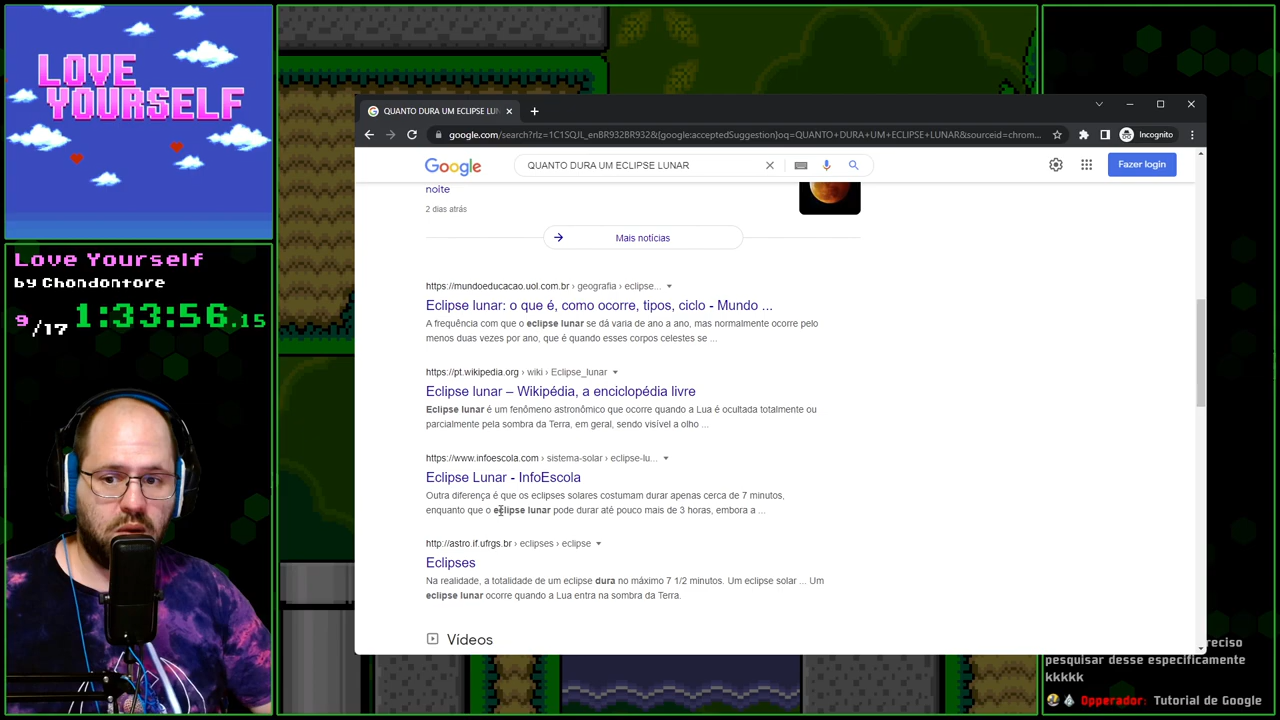 LOVE
YOURSELF
Love Yourself
by Chondontore
9/17 1:33:56.15
QUANTO DURA UM ECLIPSE LUN
google.com/search?rlz=1C1SQJL_enBR932BR932&{google:acceptedSuggestion}oq=QUANTO+DURA+UM+ECLIPSE+LUNAR&sourceid=chrom...
Incognito
Google
QUANTO DURA UM ECLIPSE LUNAR
Fazer login
noite
2 dias atrás
Mais notícias
https://mundoeducacao.uol.com.br › geografia › eclipse...
Eclipse lunar: o que é, como ocorre, tipos, ciclo - Mundo ...
A frequência com que o eclipse lunar se dá varia de ano a ano, mas normalmente ocorre pelo
menos duas vezes por ano, que é quando esses corpos celestes se ...
https://pt.wikipedia.org › wiki › Eclipse_lunar
Eclipse lunar – Wikipédia, a enciclopédia livre
Eclipse lunar é um fenômeno astronômico que ocorre quando a Lua é ocultada totalmente ou
parcialmente pela sombra da Terra, em geral, sendo visível a olho ...
https://www.infoescola.com › sistema-solar › eclipse-lu...
Eclipse Lunar - InfoEscola
Outra diferença é que os eclipses solares costumam durar apenas cerca de 7 minutos,
enquanto que o eclipse lunar pode durar até pouco mais de 3 horas, embora a ...
http://astro.if.ufrgs.br › eclipses › eclipse
Eclipses
Na realidade, a totalidade de um eclipse dura no máximo 7 1/2 minutos. Um eclipse solar ... Um
eclipse lunar ocorre quando a Lua entra na sombra da Terra.
Vídeos
reciso
pesquisar desse especificamente
kkkkk
Opperador: Tutorial de Google